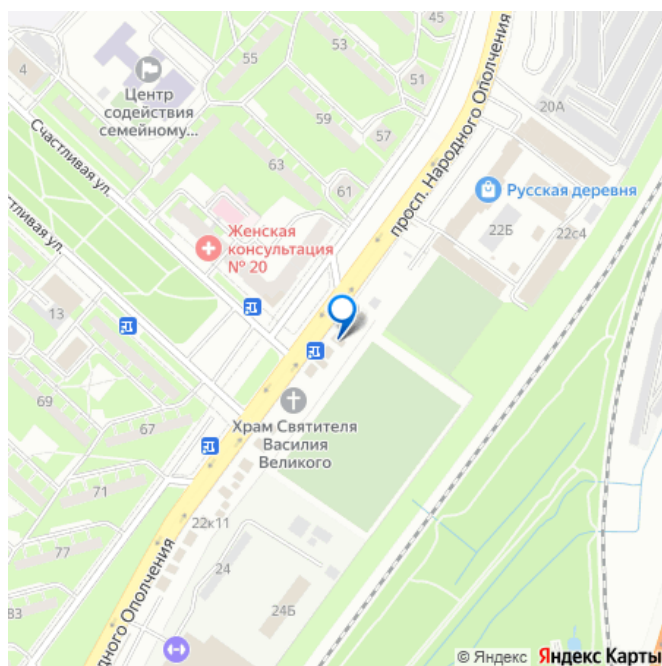 55
53
51
4
Центр
содействия
семейному...
59
57
20А
Счастливая ул.
63
61
просп. Народного Ополчения
Русская деревня
22Б
22с4
стливая ул.
Женская
консультация
№ 20
13
69
67
Храм Святителя
Василия
Великого
71
22к11
77
24
24Б
83
дного Ополчения
© Яндекс Яндекс Карты